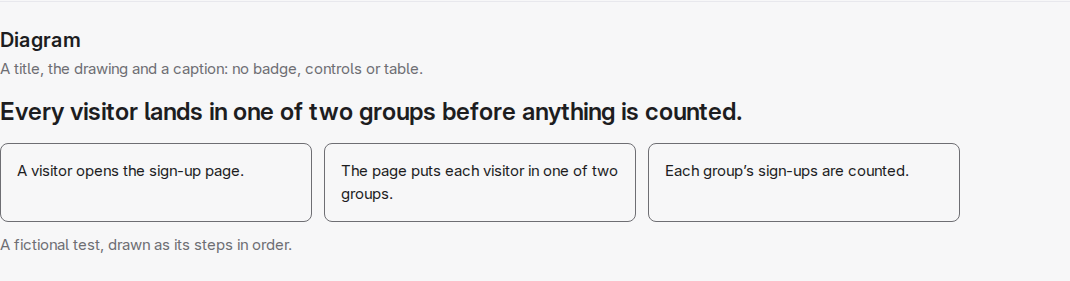 Diagram
A title, the drawing and a caption: no badge, controls or table.
Every visitor lands in one of two groups before anything is counted.
A visitor opens the sign-up page.
The page puts each visitor in one of two
groups.
Each group’s sign-ups are counted.
A fictional test, drawn as its steps in order.